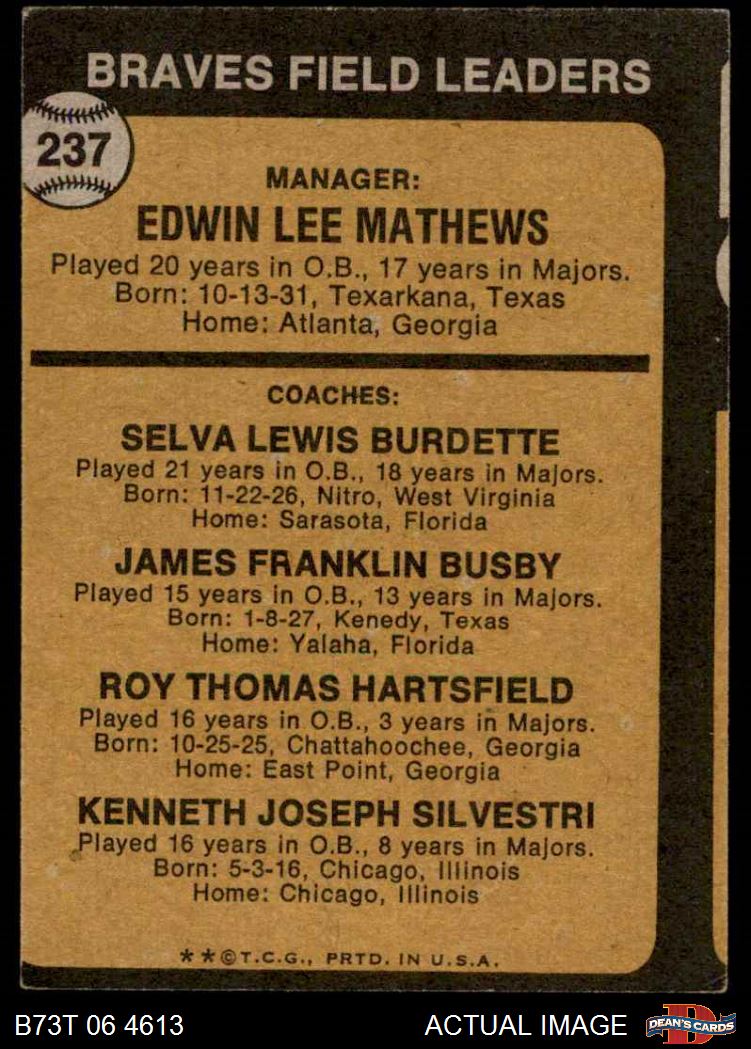 BRAVES FIELD LEADERS
237
MANAGER:
EDWIN LEE MATHEWS
Played 20 years in O.B., 17 years in Majors.
Born: 10-13-31, Texarkana, Texas
Home: Atlanta, Georgia
COACHES:
SELVA LEWIS BURDETTE
Played 21 years in O.B., 18 years in Majors.
Born: 11-22-26, Nitro, West Virginia
Home: Sarasota, Florida
JAMES FRANKLIN BUSBY
Played 15 years in O.B., 13 years in Majors.
Born: 1-8-27, Kenedy, Texas
Home: Yalaha, Florida
ROY THOMAS HARTSFIELD
Played 16 years in O.B., 3 years in Majors.
Born: 10-25-25, Chattahoochee, Georgia
Home: East Point, Georgia
KENNETH JOSEPH SILVESTRI
Played 16 years in O.B., 8 years in Majors.
Born: 5-3-16, Chicago, Illinois
Home: Chicago, Illinois
**©T.C.G., PRTD. IN U.S.A.
B73T 06 4613
ACTUAL IMAGE
D
DEAN'S CARDS